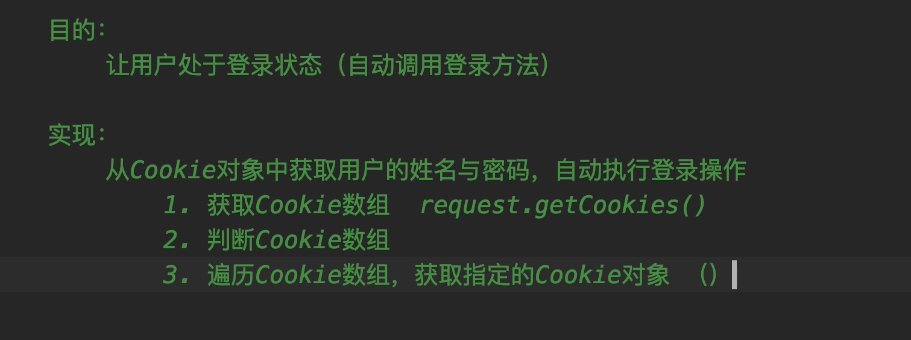 目的：
让用户处于登录状态（自动调用登录方法）
实现：
从Cookie对象中获取用户的姓名与密码，自动执行登录操作
1. 获取Cookie数组  request.getCookies()
2. 判断Cookie数组
3. 遍历Cookie数组，获取指定的Cookie对象 （）